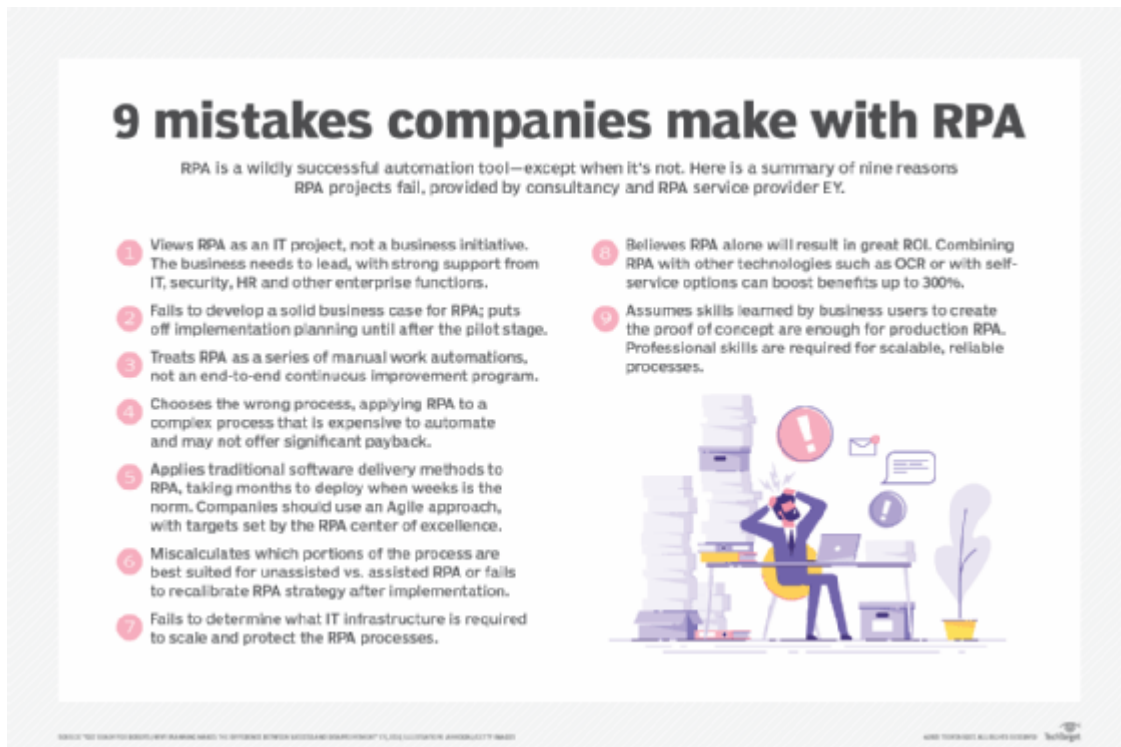 9 mistakes companies make with RPA
RPA is a wildly successful automation tool—except when it's not. Here is a summary of nine reasons
RPA projects fail, provided by consultancy and RPA service provider EY.
1 Views RPA as an IT project, not a business initiative.
The business needs to lead, with strong support from
IT, security, HR and other enterprise functions.
2 Fails to develop a solid business case for RPA; puts
off implementation planning until after the pilot stage.
3 Treats RPA as a series of manual work automations,
not an end-to-end continuous improvement program.
4 Chooses the wrong process, applying RPA to a
complex process that is expensive to automate
and may not offer significant payback.
5 Applies traditional software delivery methods to
RPA, taking months to deploy when weeks is the
norm. Companies should use an Agile approach,
with targets set by the RPA center of excellence.
6 Miscalculates which portions of the process are
best suited for unassisted vs. assisted RPA or fails
to recalibrate RPA strategy after implementation.
7 Fails to determine what IT infrastructure is required
to scale and protect the RPA processes.
8 Believes RPA alone will result in great ROI. Combining
RPA with other technologies such as OCR or with self-
service options can boost benefits up to 300%.
9 Assumes skills learned by business users to create
the proof of concept are enough for production RPA.
Professional skills are required for scalable, reliable
processes.
TechTarget